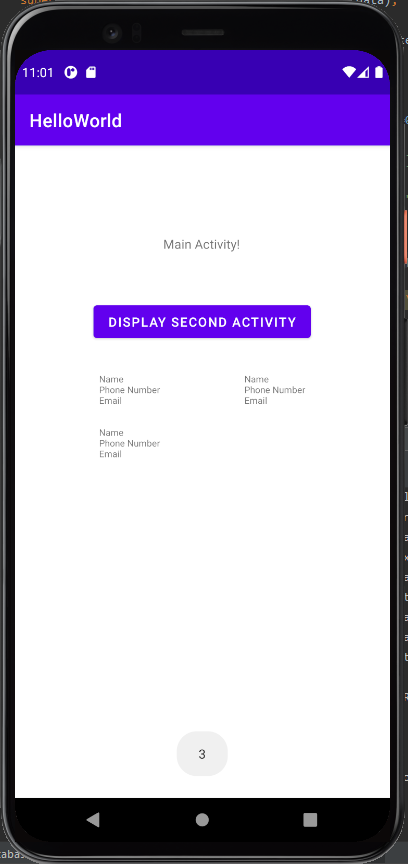 11:01
HelloWorld
Main Activity!
DISPLAY SECOND ACTIVITY
Name
Phone Number
Email
Name
Phone Number
Email
Name
Phone Number
Email
3